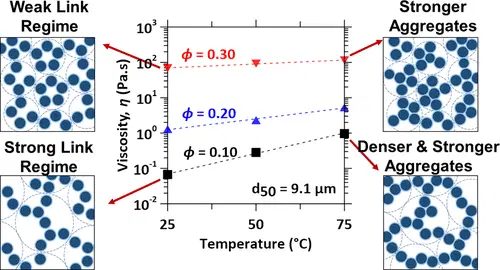 Weak Link
Regime
Stronger
Aggregates
Strong Link
Regime
Denser & Stronger
Aggregates
Viscosity, η (Pa.s)
10³
10²
10¹
10⁰
10⁻¹
10⁻²
ϕ = 0.30
ϕ = 0.20
ϕ = 0.10
d50 = 9.1 μm
25
50
75
Temperature (°C)